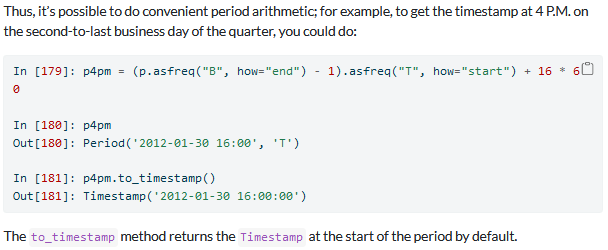 Thus, it's possible to do convenient period arithmetic; for example, to get the timestamp at 4 P.M. on
the second-to-last business day of the quarter, you could do:
In [179]: p4pm = (p.asfreq("B", how="end") - 1).asfreq("T", how="start") + 16 * 6
0
In [180]: p4pm
Out[180]: Period('2012-01-30 16:00', 'T')
In [181]: p4pm.to_timestamp()
Out[181]: Timestamp('2012-01-30 16:00:00')
The to_timestamp method returns the Timestamp at the start of the period by default.